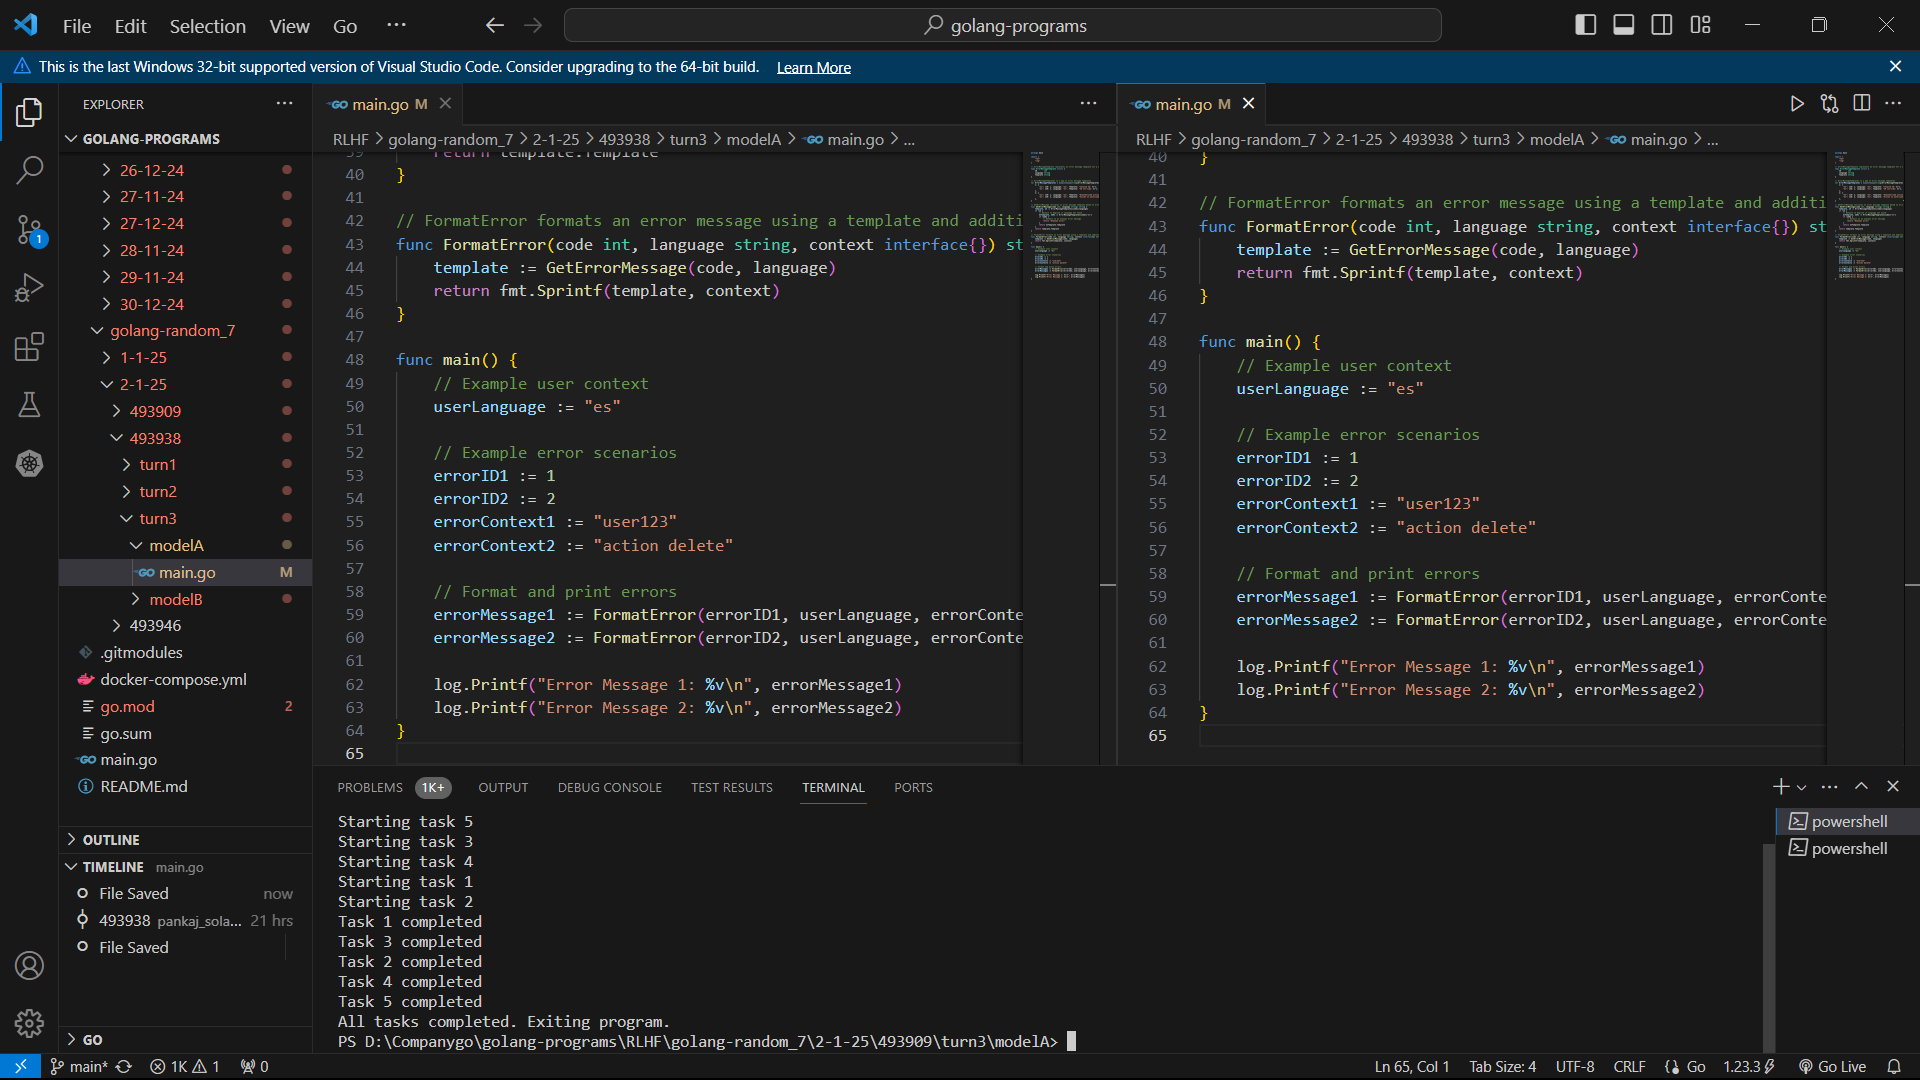 File Edit Selection View Go ···
golang-programs
This is the last Windows 32-bit supported version of Visual Studio Code. Consider upgrading to the 64-bit build. Learn More
EXPLORER
GOLANG-PROGRAMS
26-12-24
27-11-24
27-12-24
28-11-24
29-11-24
30-12-24
golang-random_7
1-1-25
2-1-25
493909
493938
turn1
turn2
turn3
modelA
main.go M
modelB
493946
.gitmodules
docker-compose.yml
go.mod 2
go.sum
main.go
README.md
OUTLINE
TIMELINE main.go
File Saved now
493938 pankaj_sola... 21 hrs
File Saved
GO
main.go M
RLHF > golang-random_7 > 2-1-25 > 493938 > turn3 > modelA > main.go > ...
39 return template.Template
40 }
41
42 // FormatError formats an error message using a template and additi
43 func FormatError(code int, language string, context interface{}) st
44 template := GetErrorMessage(code, language)
45 return fmt.Sprintf(template, context)
46 }
47
48 func main() {
49 // Example user context
50 userLanguage := "es"
51
52 // Example error scenarios
53 errorID1 := 1
54 errorID2 := 2
55 errorContext1 := "user123"
56 errorContext2 := "action delete"
57
58 // Format and print errors
59 errorMessage1 := FormatError(errorID1, userLanguage, errorConte
60 errorMessage2 := FormatError(errorID2, userLanguage, errorConte
61
62 log.Printf("Error Message 1: %v\n", errorMessage1)
63 log.Printf("Error Message 2: %v\n", errorMessage2)
64 }
65
main.go M
RLHF > golang-random_7 > 2-1-25 > 493938 > turn3 > modelA > main.go > ...
40 }
41
42 // FormatError formats an error message using a template and additi
43 func FormatError(code int, language string, context interface{}) st
44 template := GetErrorMessage(code, language)
45 return fmt.Sprintf(template, context)
46 }
47
48 func main() {
49 // Example user context
50 userLanguage := "es"
51
52 // Example error scenarios
53 errorID1 := 1
54 errorID2 := 2
55 errorContext1 := "user123"
56 errorContext2 := "action delete"
57
58 // Format and print errors
59 errorMessage1 := FormatError(errorID1, userLanguage, errorConte
60 errorMessage2 := FormatError(errorID2, userLanguage, errorConte
61
62 log.Printf("Error Message 1: %v\n", errorMessage1)
63 log.Printf("Error Message 2: %v\n", errorMessage2)
64 }
65
PROBLEMS 1K+ OUTPUT DEBUG CONSOLE TEST RESULTS TERMINAL PORTS
Starting task 5
Starting task 3
Starting task 4
Starting task 1
Starting task 2
Task 1 completed
Task 3 completed
Task 2 completed
Task 4 completed
Task 5 completed
All tasks completed. Exiting program.
PS D:\Companygo\golang-programs\RLHF\golang-random_7\2-1-25\493909\turn3\modelA>
powershell
powershell
main* 1K 1 0 Ln 65, Col 1 Tab Size: 4 UTF-8 CRLF Go 1.23.3 Go Live